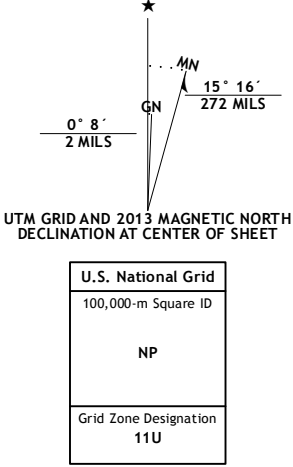 ★
MN
GN
15° 16´
272 MILS
0° 8´
2 MILS
UTM GRID AND 2013 MAGNETIC NORTH
DECLINATION AT CENTER OF SHEET
U.S. National Grid
100,000-m Square ID
NP
Grid Zone Designation
11U